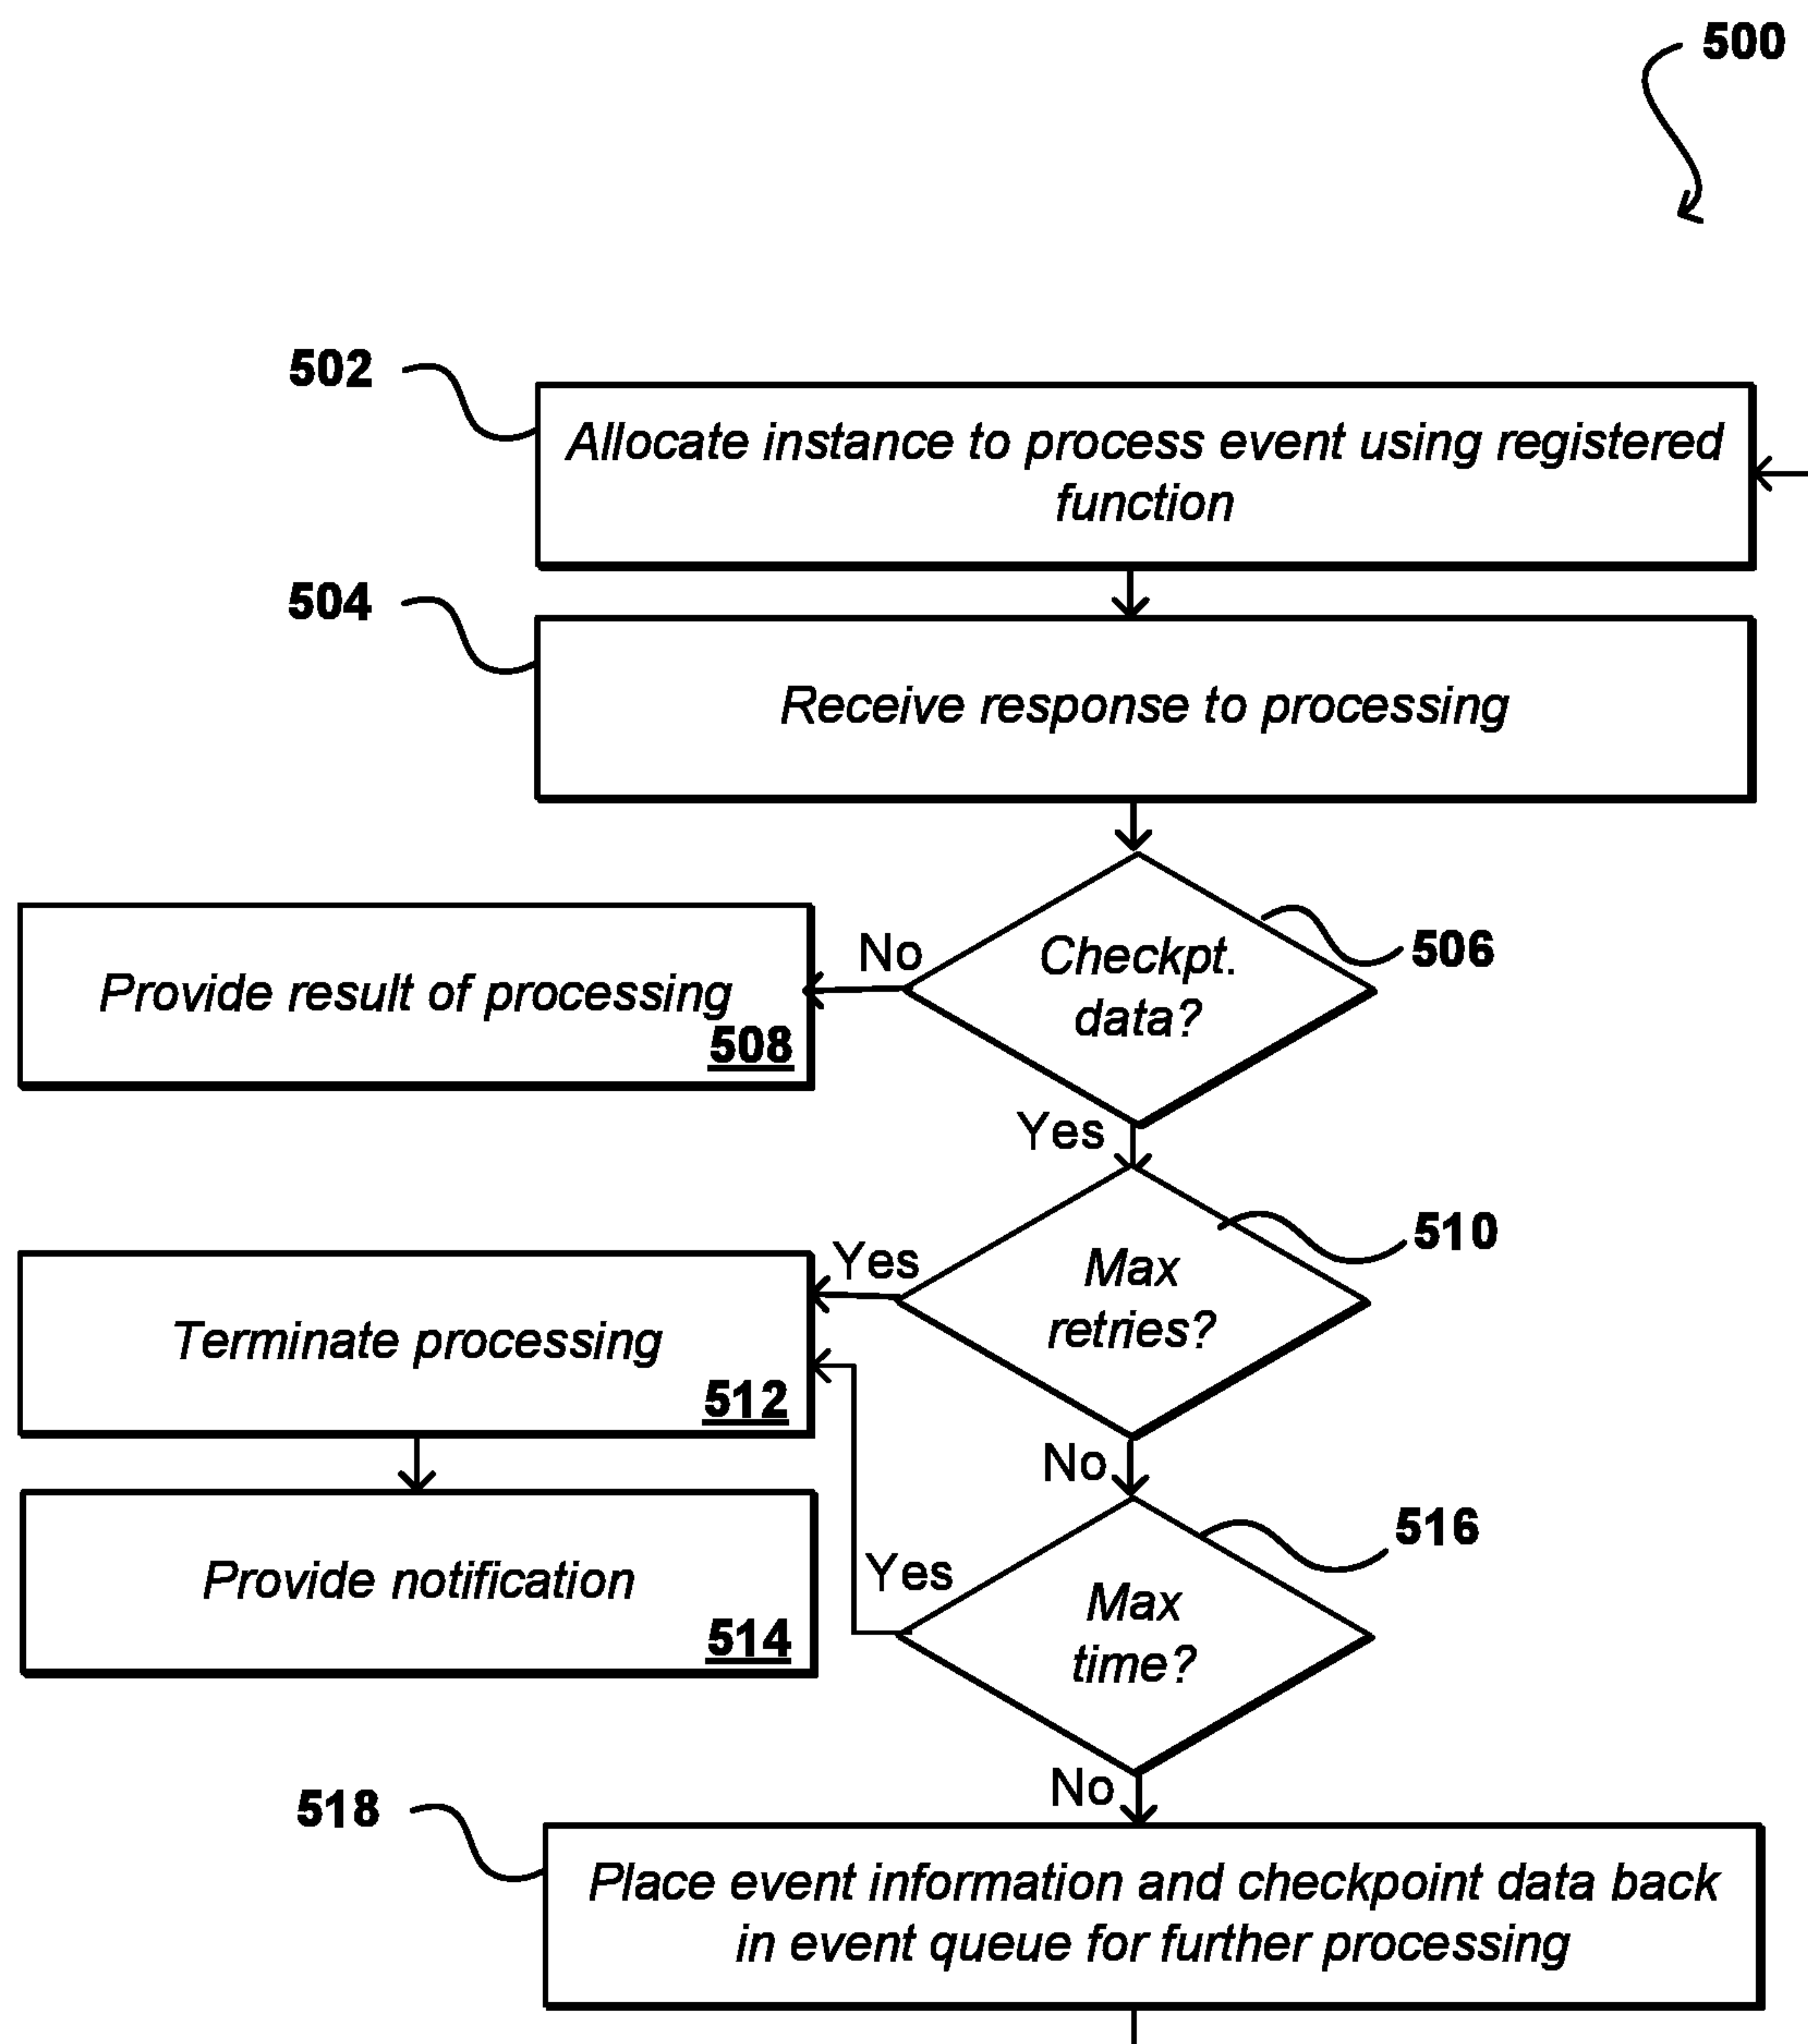 500
502
Allocate instance to process event using registered
function
504
Receive response to processing
506
Checkpt.
data?
No
Provide result of processing
508
Yes
510
Max
retries?
Yes
Terminate processing
512
No
516
Max
time?
Yes
Provide notification
514
No
518
Place event information and checkpoint data back
in event queue for further processing